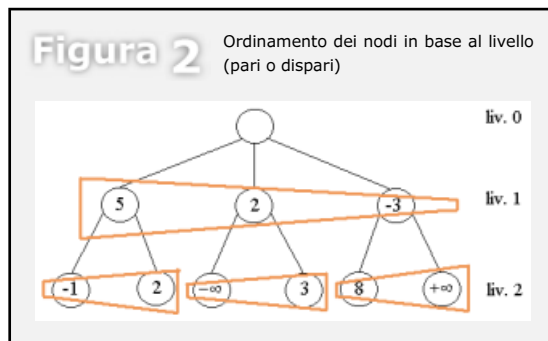 Figura 2
Ordinamento dei nodi in base al livello
(pari o dispari)
liv. 0
5 2 -3 liv. 1
-1 2 -∞ 3 8 +∞ liv. 2